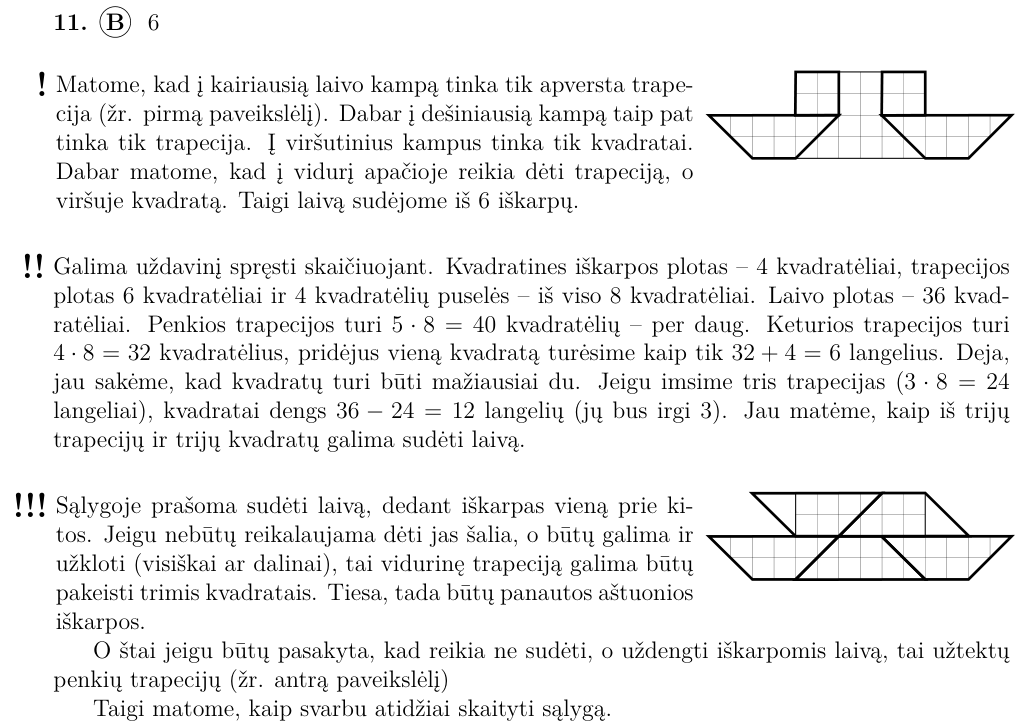 11. B 6
! Matome, kad į kairiausią laivo kampą tinka tik apversta trape-
cija (žr. pirmą paveikslėlį). Dabar į dešiniausią kampą taip pat
tinka tik trapecija. Į viršutinius kampus tinka tik kvadratai.
Dabar matome, kad į vidurį apačioje reikia dėti trapeciją, o
viršuje kvadratą. Taigi laivą sudėjome iš 6 iškarpų.
!! Galima uždavinį spręsti skaičiuojant. Kvadratines iškarpos plotas – 4 kvadratėliai, trapecijos
plotas 6 kvadratėliai ir 4 kvadratėlių puselės – iš viso 8 kvadratėliai. Laivo plotas – 36 kvad-
ratėliai. Penkios trapecijos turi 5 · 8 = 40 kvadratėlių – per daug. Keturios trapecijos turi
4 · 8 = 32 kvadratėlius, pridėjus vieną kvadratą turėsime kaip tik 32 + 4 = 6 langelius. Deja,
jau sakėme, kad kvadratų turi būti mažiausiai du. Jeigu imsime tris trapecijas (3 · 8 = 24
langeliai), kvadratai dengs 36 − 24 = 12 langelių (jų bus irgi 3). Jau matėme, kaip iš trijų
trapecijų ir trijų kvadratų galima sudėti laivą.
!!! Sąlygoje prašoma sudėti laivą, dedant iškarpas vieną prie ki-
tos. Jeigu nebūtų reikalaujama dėti jas šalia, o būtų galima ir
užkloti (visiškai ar dalinai), tai vidurinę trapeciją galima būtų
pakeisti trimis kvadratais. Tiesa, tada būtų panautos aštuonios
iškarpos.
O štai jeigu būtų pasakyta, kad reikia ne sudėti, o uždengti iškarpomis laivą, tai užtektų
penkių trapecijų (žr. antrą paveikslėlį)
Taigi matome, kaip svarbu atidžiai skaityti sąlygą.